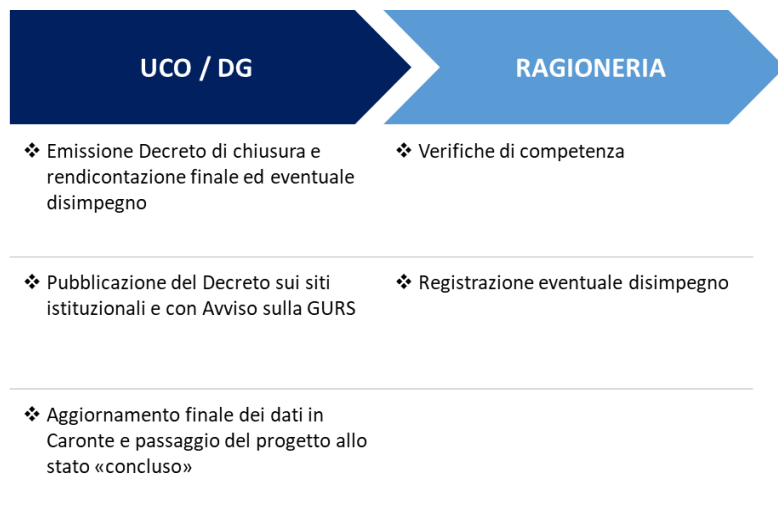 UCO / DG
RAGIONERIA
❖ Emissione Decreto di chiusura e
rendicontazione finale ed eventuale
disimpegno
❖ Verifiche di competenza
❖ Pubblicazione del Decreto sui siti
istituzionali e con Avviso sulla GURS
❖ Registrazione eventuale disimpegno
❖ Aggiornamento finale dei dati in
Caronte e passaggio del progetto allo
stato «concluso»